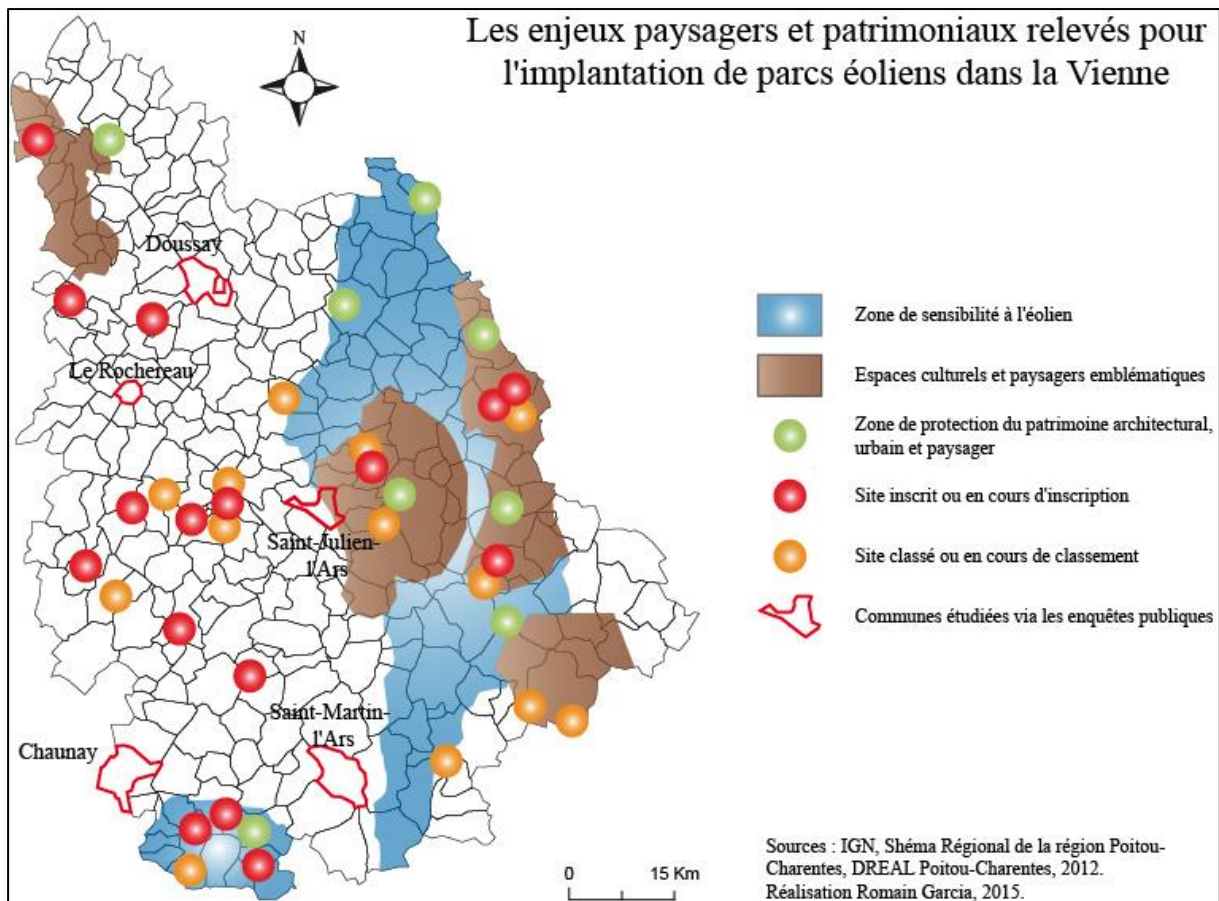 Les enjeux paysagers et patrimoniaux relevés pour
l'implantation de parcs éoliens dans la Vienne
N
Doussay
Le Rochereau
Saint-Julien-
l'Ars
Saint-Martin-
l'Ars
Chaunay
Zone de sensibilité à l'éolien
Espaces culturels et paysagers emblématiques
Zone de protection du patrimoine architectural,
urbain et paysager
Site inscrit ou en cours d'inscription
Site classé ou en cours de classement
Communes étudiées via les enquêtes publiques
0 15 Km
Sources : IGN, Shéma Régional de la région Poitou-
Charentes, DREAL Poitou-Charentes, 2012.
Réalisation Romain Garcia, 2015.